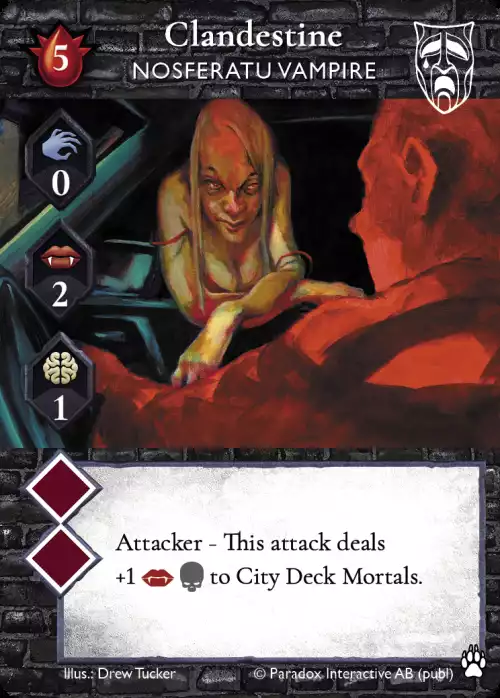 Clandestine
5
NOSFERATU VAMPIRE
0
2
1
Attacker - This attack deals
+1 to City Deck Mortals.
Illus.: Drew Tucker © Paradox Interactive AB (publ)